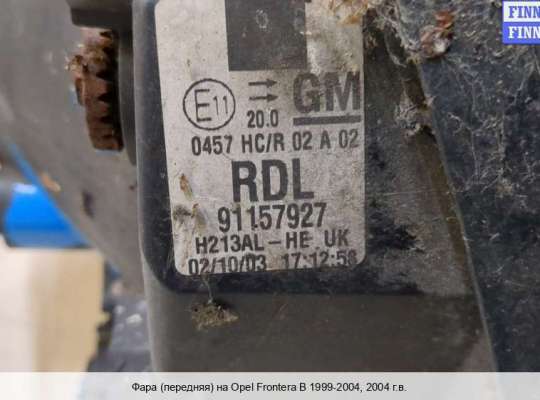 FINN
FINN
E11 20.0 GM
0457 HC/R 02 A 02
RDL
91157927
H213AL-HE UK
02/10/03 17:12:58
Фара (передняя) на Opel Frontera B 1999-2004, 2004 г.в.